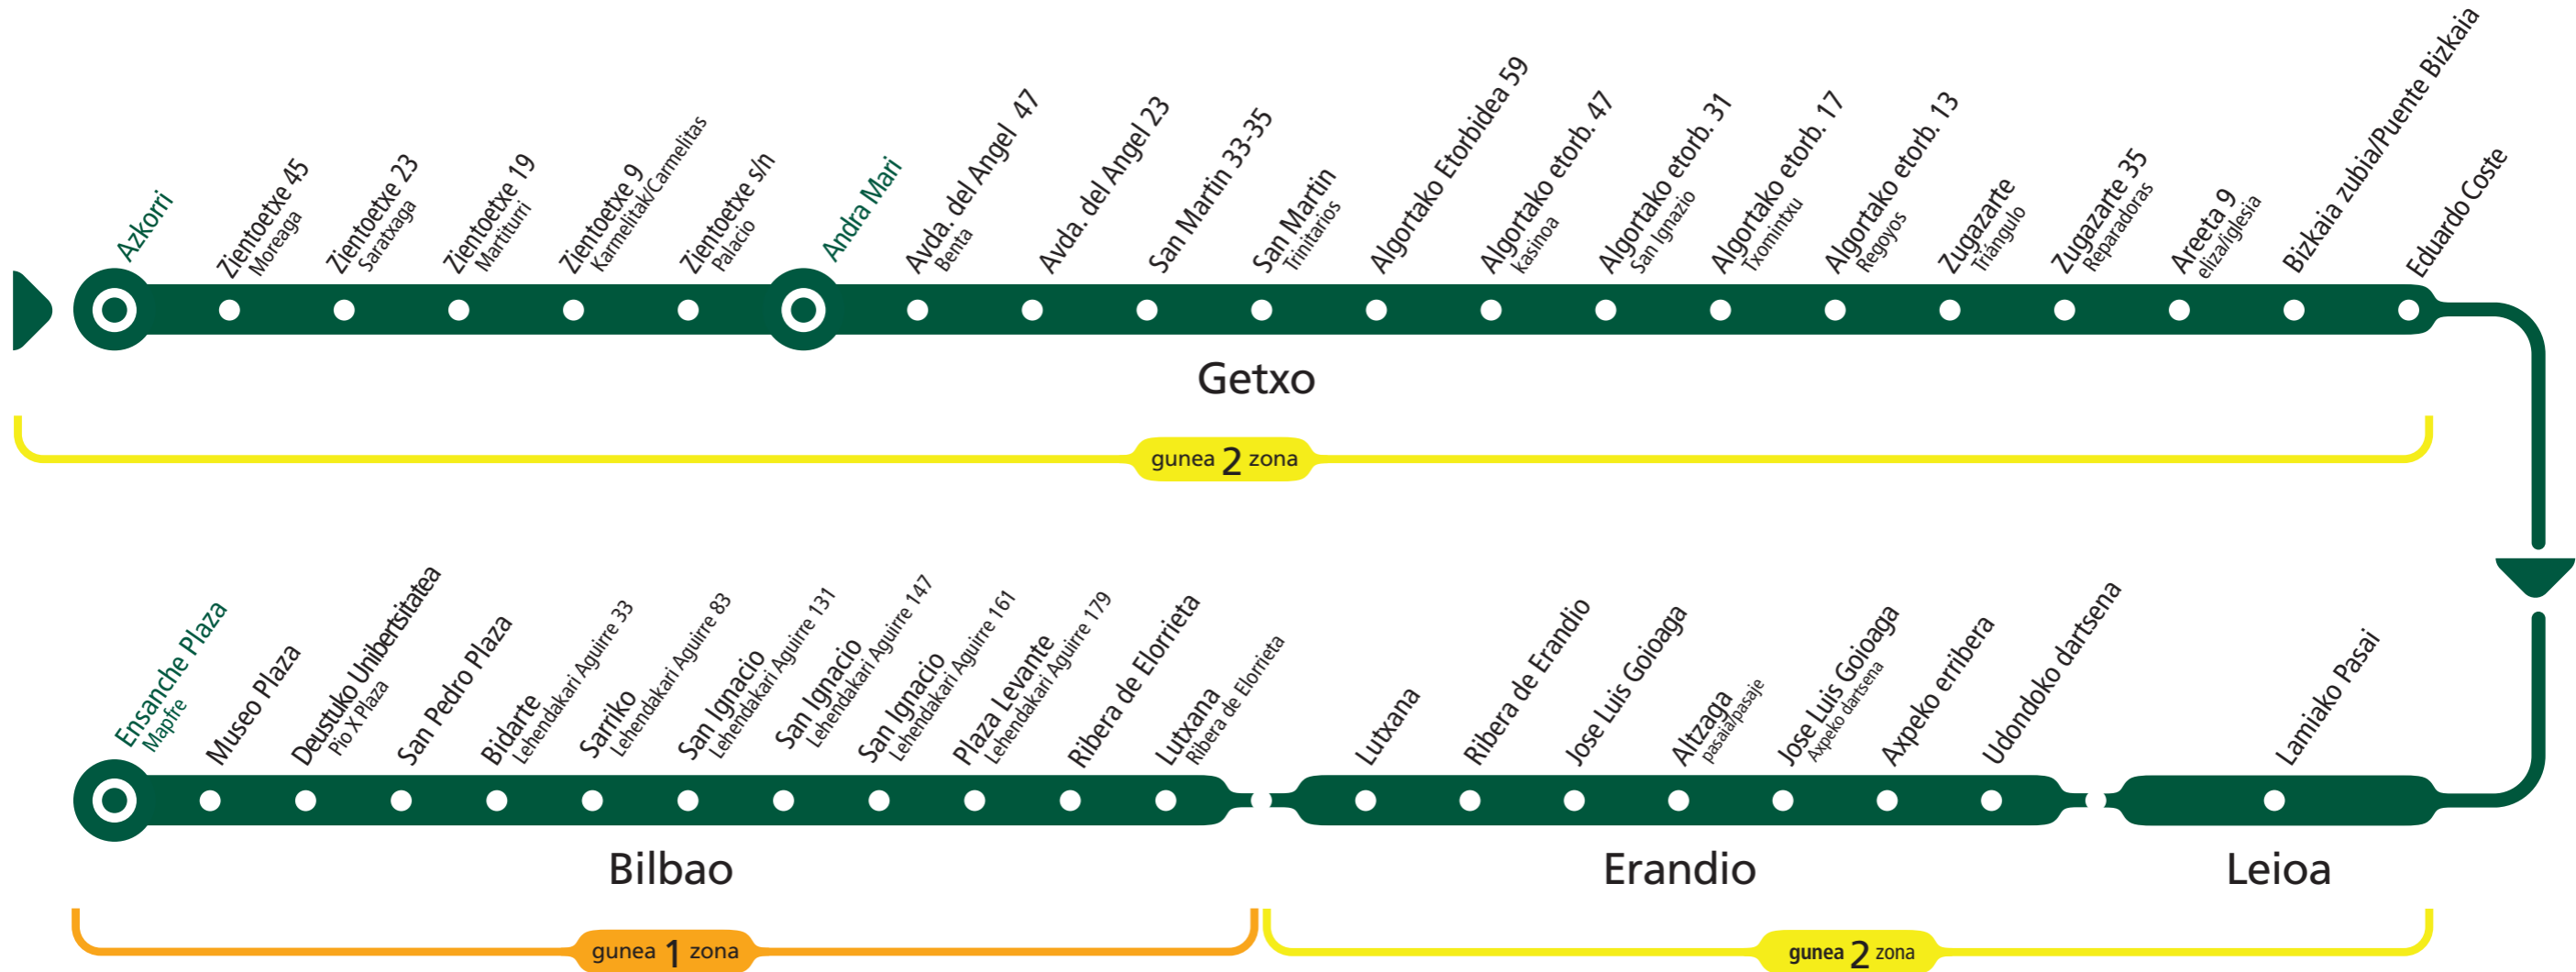 Azkorri
Zientoetxe 45
Moreaga
Zientoetxe 23
Saratxaga
Zientoetxe 19
Martiturri
Zientoetxe 9
Karmelitak/Carmelitas
Zientoetxe s/n
Palacio
Andra Mari
Avda. del Angel 47
Benta
Avda. del Angel 23
San Martin 33-35
San Martin
Trinitarios
Algortako Etorbidea 59
Algortako etorb. 47
kasinoa
Algortako etorb. 31
San Ignazio
Algortako etorb. 17
Txomintxu
Algortako etorb. 13
Regoyos
Zugazarte
Triángulo
Zugazarte 35
Reparadoras
Areeta 9
eliza/iglesia
Bizkaia zubia/Puente Bizkaia
Eduardo Coste
Getxo
gunea 2 zona
Ensanche Plaza
Mapfre
Museo Plaza
Deustuko Unibertsitatea
Pio X Plaza
San Pedro Plaza
Bidarte
Lehendakari Aguirre 33
Sarriko
Lehendakari Aguirre 83
San Ignacio
Lehendakari Aguirre 131
San Ignacio
Lehendakari Aguirre 147
San Ignacio
Lehendakari Aguirre 161
Plaza Levante
Lehendakari Aguirre 179
Ribera de Elorrieta
Lutxana
Ribera de Elorrieta
Lutxana
Ribera de Erandio
Jose Luis Goioaga
Altzaga
pasaia/pasaje
Jose Luis Goioaga
Axpeko dartsena
Axpeko erribera
Udondoko dartsena
Lamiako Pasai
Bilbao
Erandio
Leioa
gunea 1 zona
gunea 2 zona